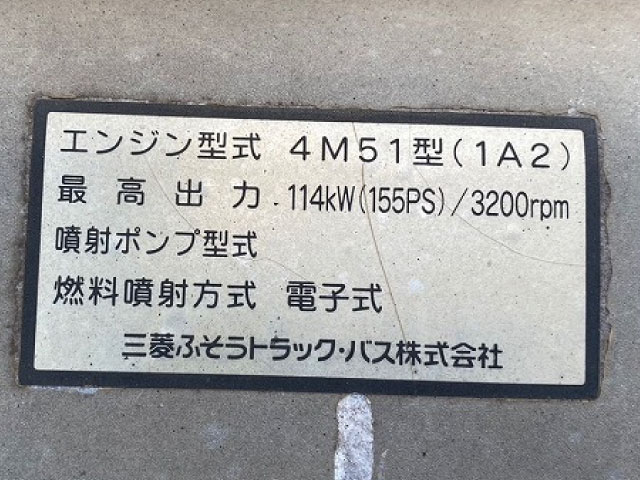 エンジン型式 4M51型(1A2)
最高出力 114kW(155PS)/3200rpm
噴射ポンプ型式
燃料噴射方式 電子式
三菱ふそうトラック・バス株式会社